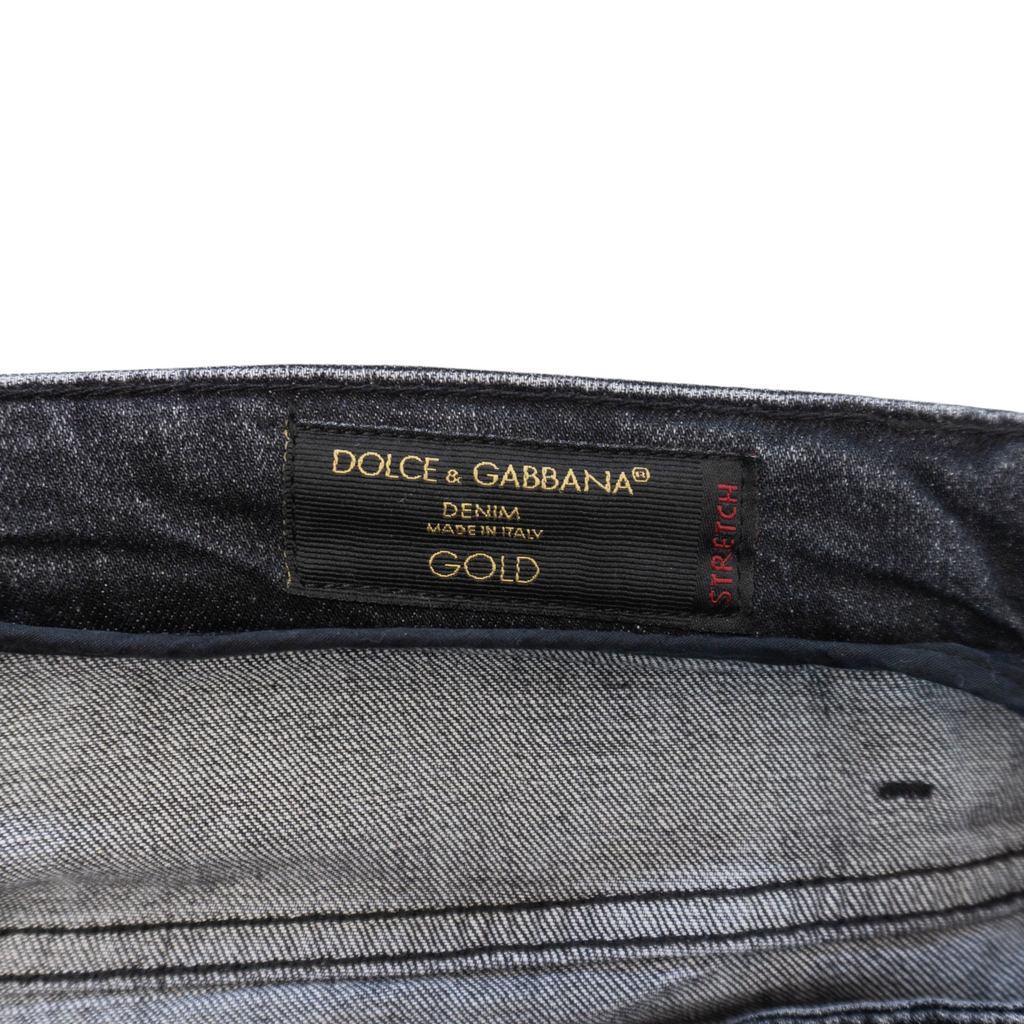 DOLCE & GABBANA®
DENIM
MADE IN ITALY
GOLD
STRETCH